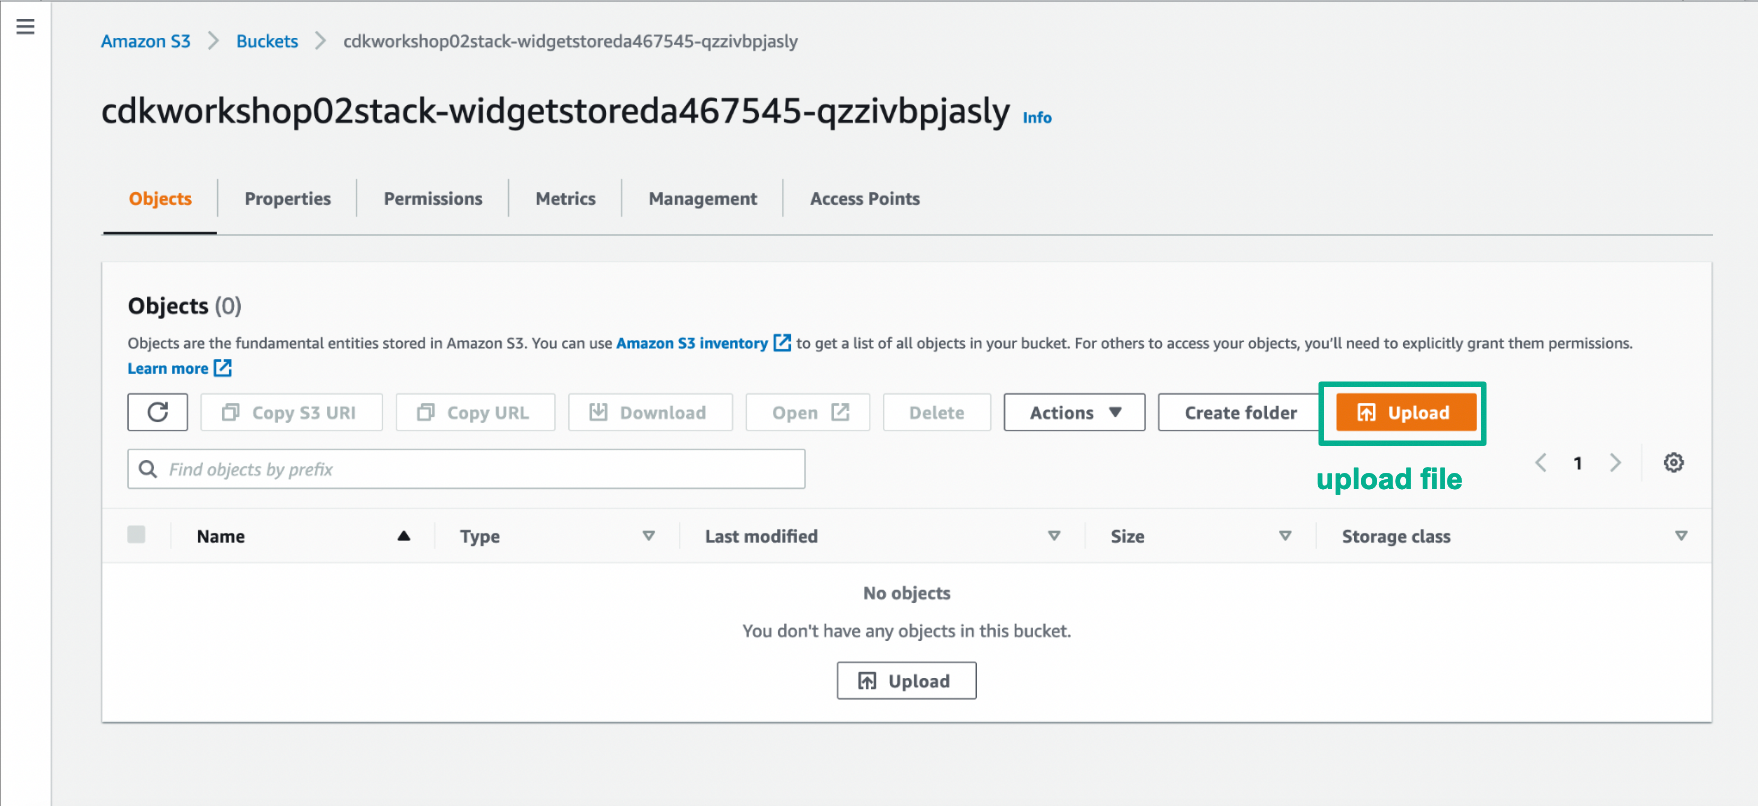 Amazon S3 > Buckets > cdkworkshop02stack-widgetstoreda467545-qzzivbpjasly
cdkworkshop02stack-widgetstoreda467545-qzzivbpjasly Info
Objects Properties Permissions Metrics Management Access Points
Objects (0)
Objects are the fundamental entities stored in Amazon S3. You can use Amazon S3 inventory to get a list of all objects in your bucket. For others to access your objects, you'll need to explicitly grant them permissions.
Learn more
Copy S3 URI Copy URL Download Open Delete Actions Create folder Upload
Find objects by prefix
1
upload file
Name Type Last modified Size Storage class
No objects
You don't have any objects in this bucket.
Upload